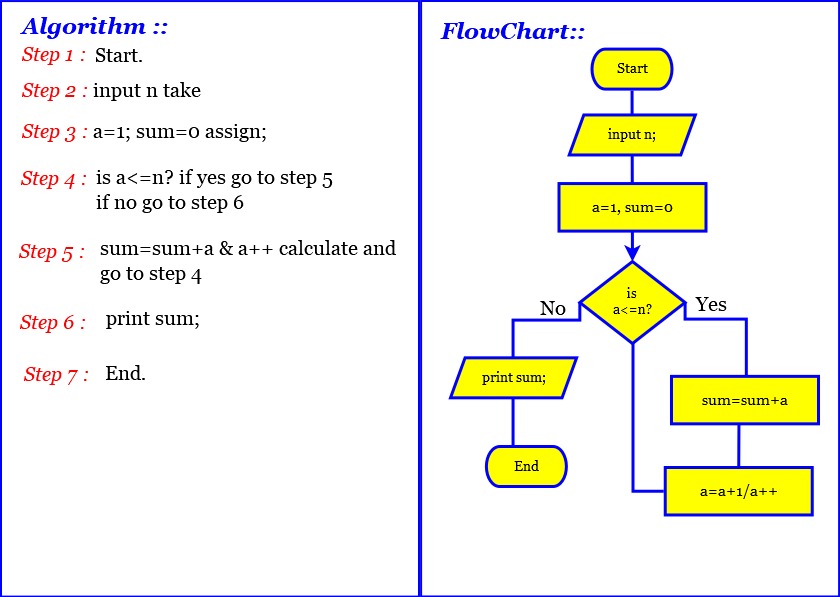 Algorithm ::
Step 1 : Start.
Step 2 : input n take
Step 3 : a=1; sum=0 assign;
Step 4 : is a<=n? if yes go to step 5
if no go to step 6
Step 5 : sum=sum+a & a++ calculate and
go to step 4
Step 6 : print sum;
Step 7 : End.
FlowChart::
Start
input n;
a=1, sum=0
is
a<=n?
No
Yes
print sum;
sum=sum+a
End
a=a+1/a++